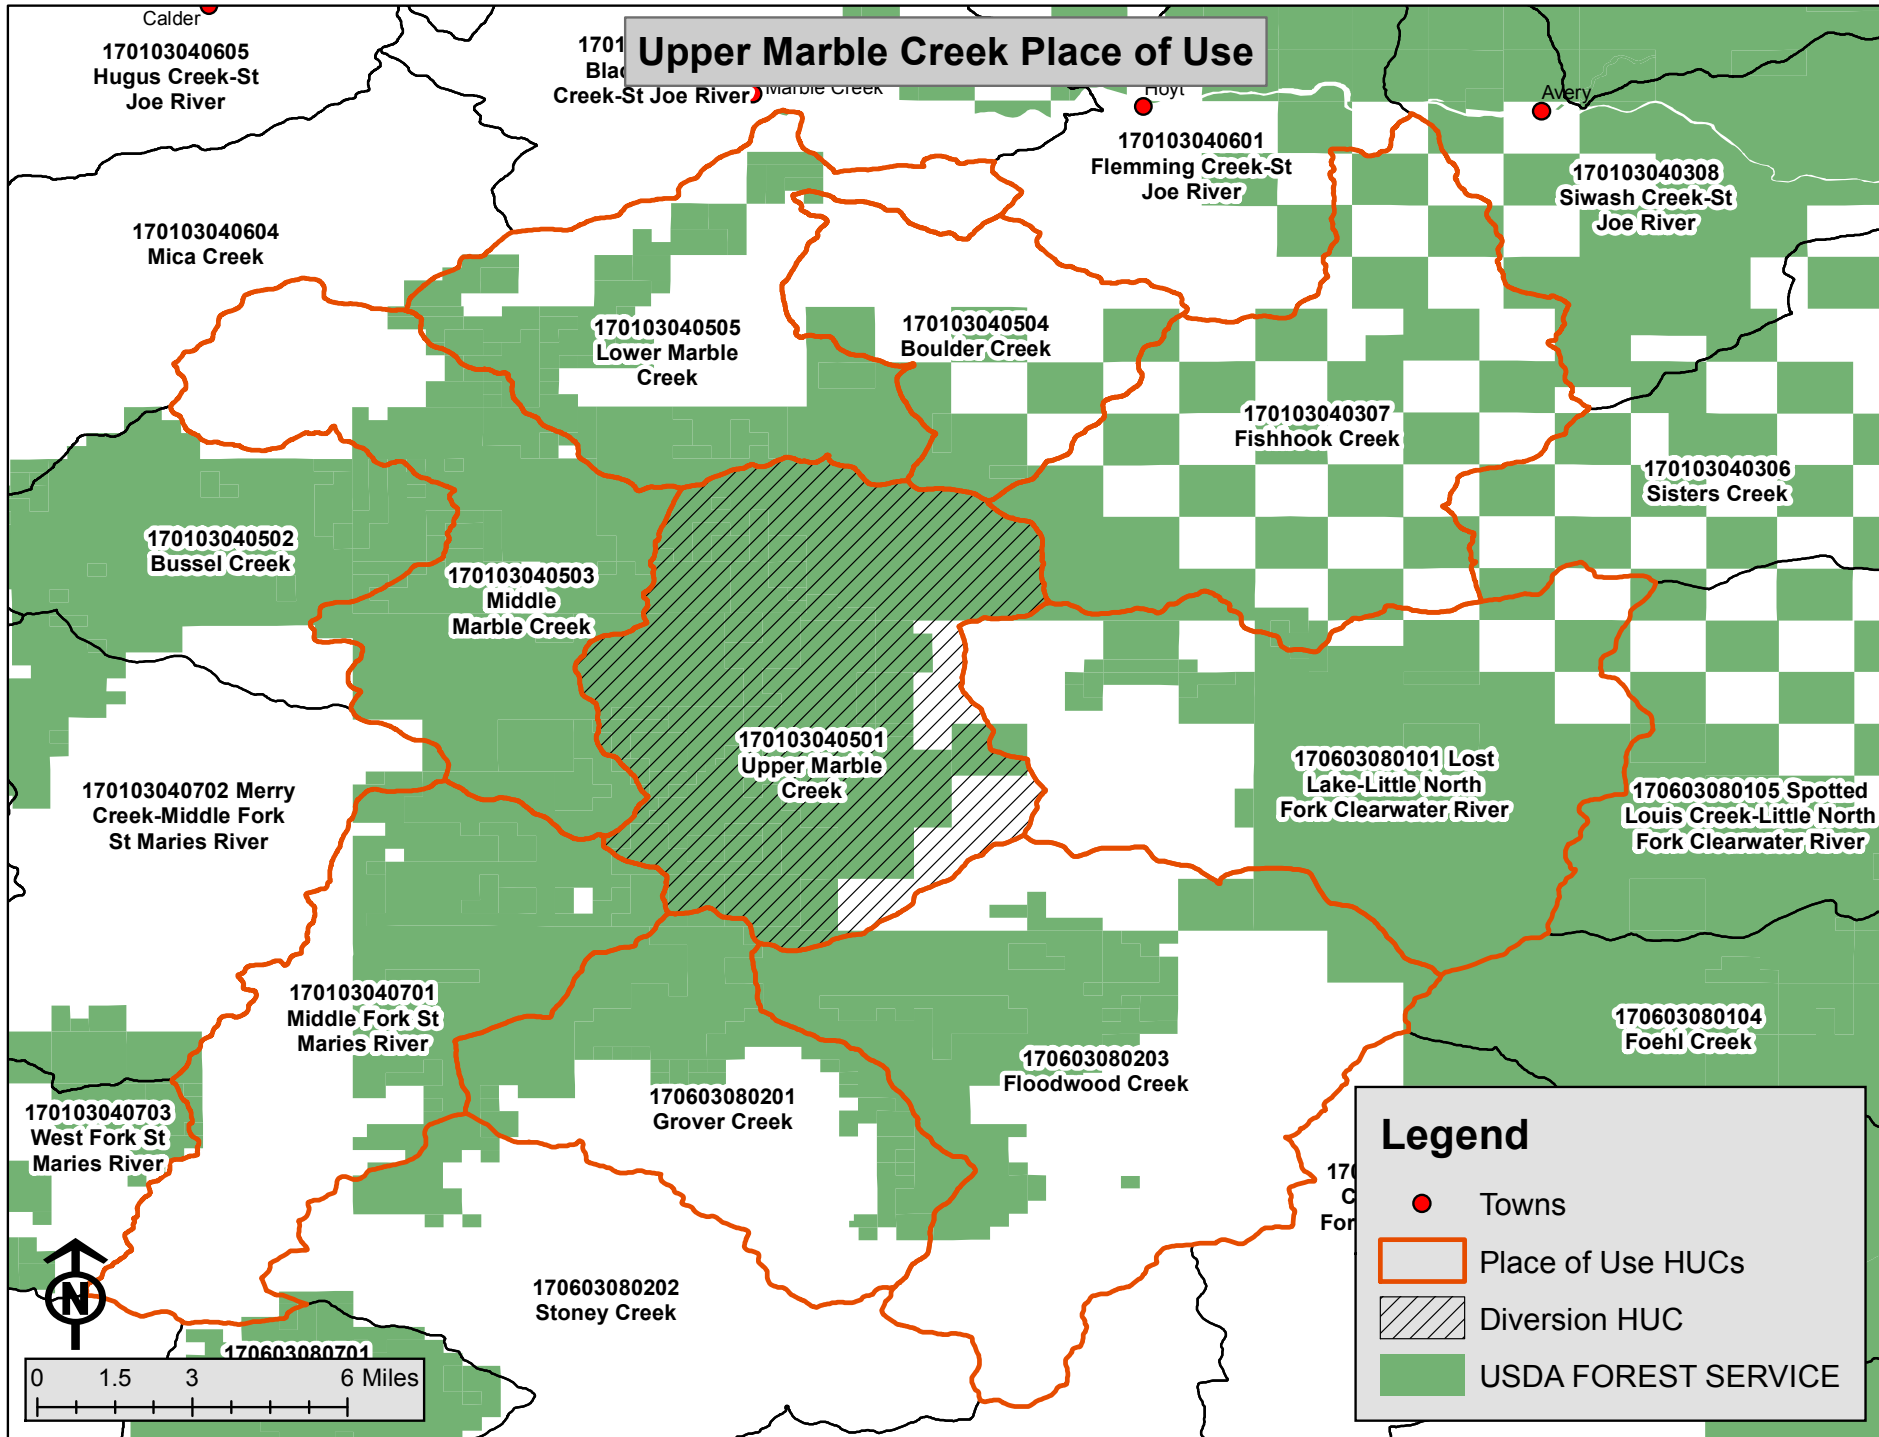 Calder
170103040605
Hugus Creek-St
Joe River
Upper Marble Creek Place of Use
Creek-St Joe River
Marble Creek
Hoyt
Avery
170103040601
Flemming Creek-St
Joe River
170103040308
Siwash Creek-St
Joe River
170103040604
Mica Creek
170103040505
Lower Marble
Creek
170103040504
Boulder Creek
170103040307
Fishhook Creek
170103040306
Sisters Creek
170103040502
Bussel Creek
170103040503
Middle
Marble Creek
170103040501
Upper Marble
Creek
170603080101 Lost
Lake-Little North
Fork Clearwater River
170603080105 Spotted
Louis Creek-Little North
Fork Clearwater River
170103040702 Merry
Creek-Middle Fork
St Maries River
170103040701
Middle Fork St
Maries River
170603080104
Foehl Creek
170603080203
Floodwood Creek
170603080201
Grover Creek
170103040703
West Fork St
Maries River
170603080202
Stoney Creek
170603080701
N
0 1.5 3 6 Miles
Legend
Towns
Place of Use HUCs
Diversion HUC
USDA FOREST SERVICE